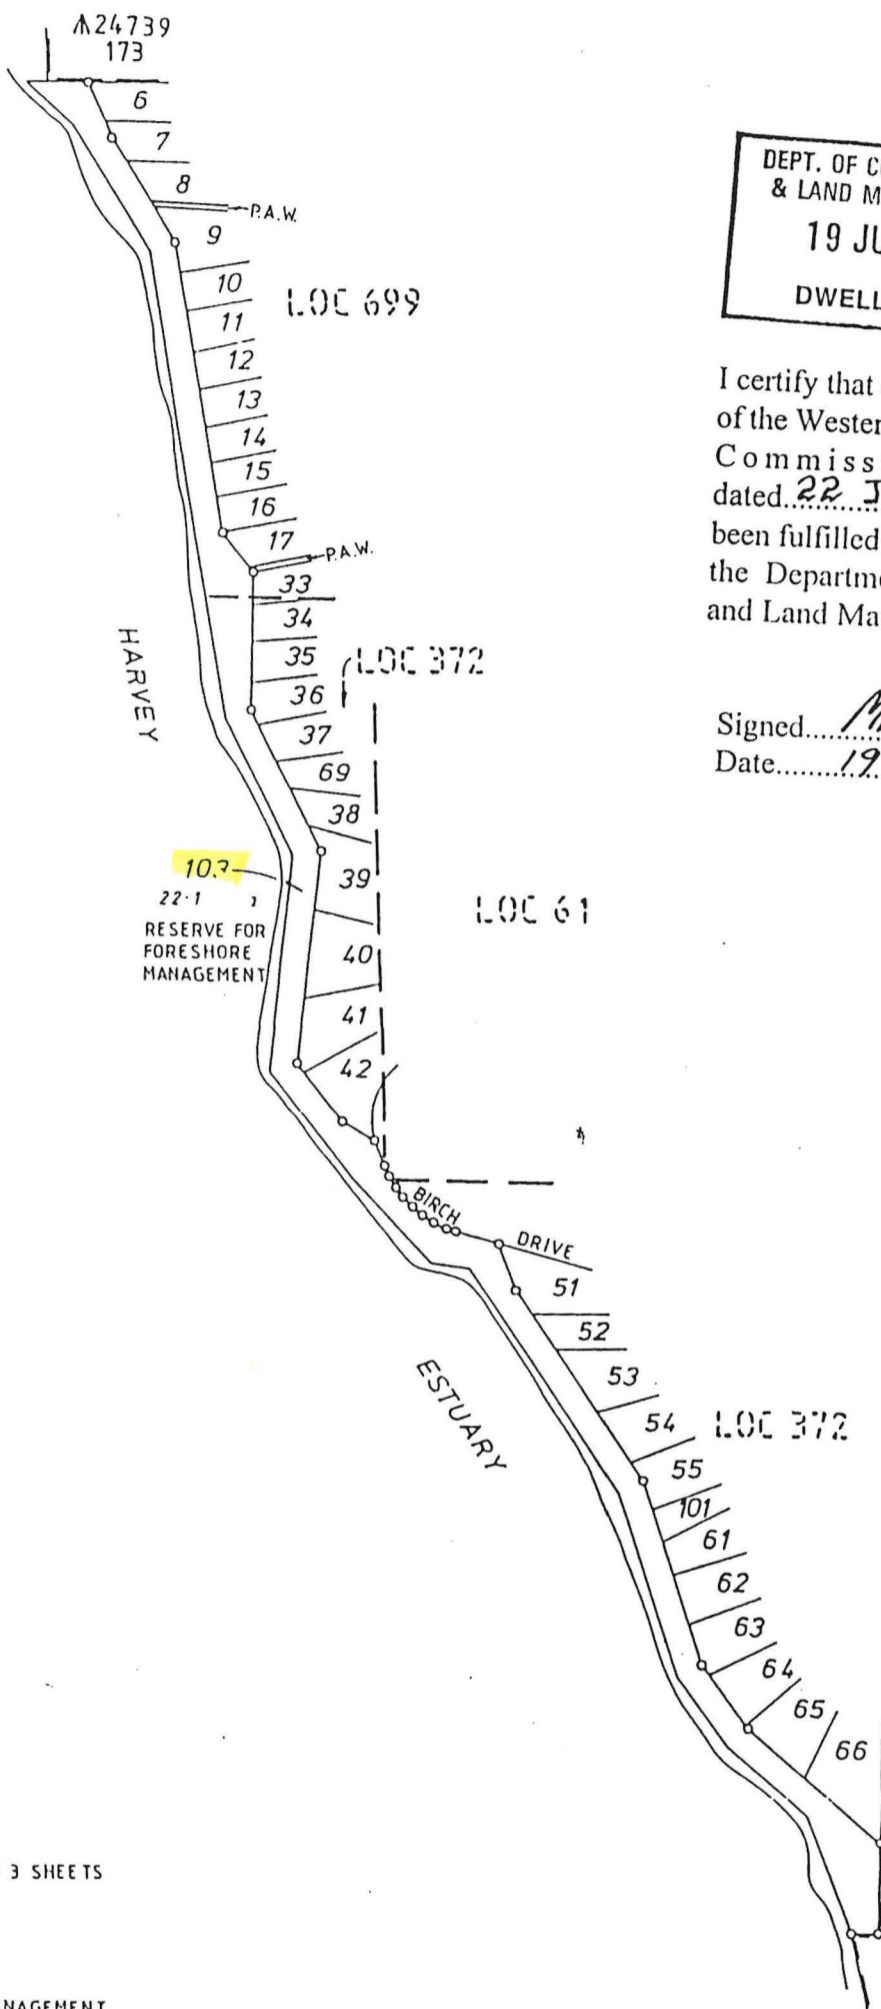 24739
173
6
7
8
P.A.W.
9
10
LOC 699
11
12
13
14
15
16
17
P.A.W.
33
34
35
LOC 372
36
37
69
38
HARVEY
103
39
22·1
RESERVE FOR
FORESHORE
MANAGEMENT
LOC 61
40
41
42
BIRCH
DRIVE
51
52
53
ESTUARY
54
LOC 372
55
101
61
62
63
64
65
66
3 SHEETS
NAGEMENT
DEPT. OF C
& LAND M
19 JU
DWELL
I certify that
of the Wester
Commiss
dated..22 J
been fulfilled
the Departme
and Land Ma
Signed.....
Date.....19